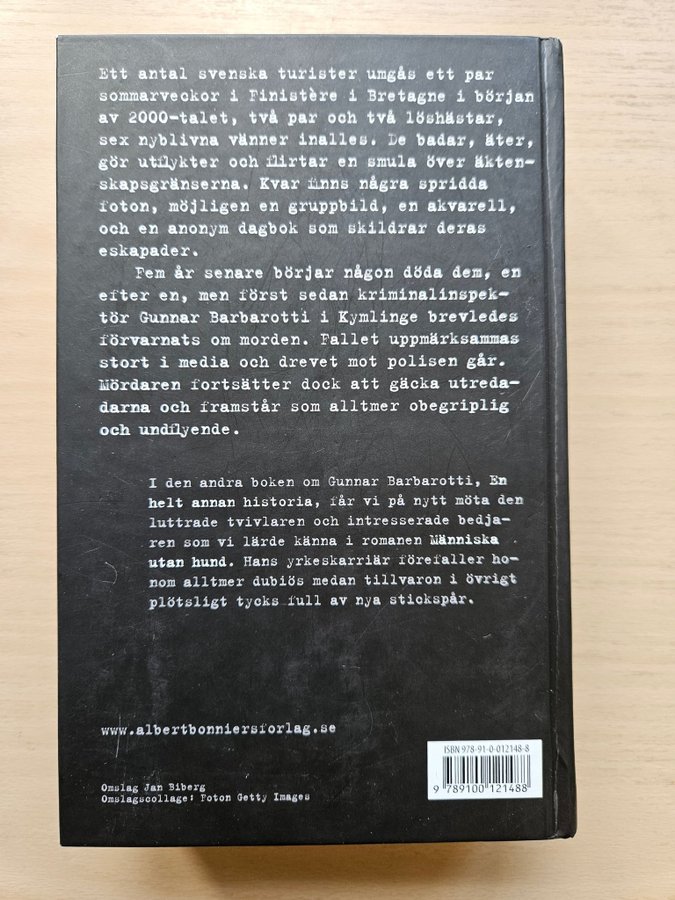 Ett antal svenska turister umgås ett par
sommarveckor i Finistère i Bretagne i början
av 2000-talet, två par och två löshästar,
sex nyblivna vänner inalles. De badar, äter,
gör utflykter och flirtar en smula över äkten-
skapsgränserna. Kvar finns några spridda
foton, möjligen en gruppbild, en akvarell,
och en anonym dagbok som skildrar deras
eskapader.
Fem år senare börjar någon döda dem, en
efter en, men först sedan kriminalinspek-
tör Gunnar Barbarotti i Kymlinge brevledes
förvarnats om morden. Fallet uppmärksammas
stort i media och drevet mot polisen går.
Mördaren fortsätter dock att gäcka utreda-
darna och framstår som alltmer obegriplig
och undflyende.
I den andra boken om Gunnar Barbarotti, En
helt annan historia, får vi på nytt möta den
luttrade tvivlaren och intresserade bedja-
ren som vi lärde känna i romanen Människa
utan hund. Hans yrkeskarriär förefaller ho-
nom alltmer dubiös medan tillvaron i övrigt
plötsligt tycks full av nya stickspår.
www.albertbonniersforlag.se
Omslag Jan Biberg
Omslagscollage: Foton Getty Images
ISBN 978-91-0-012148-8
9 789100 121488